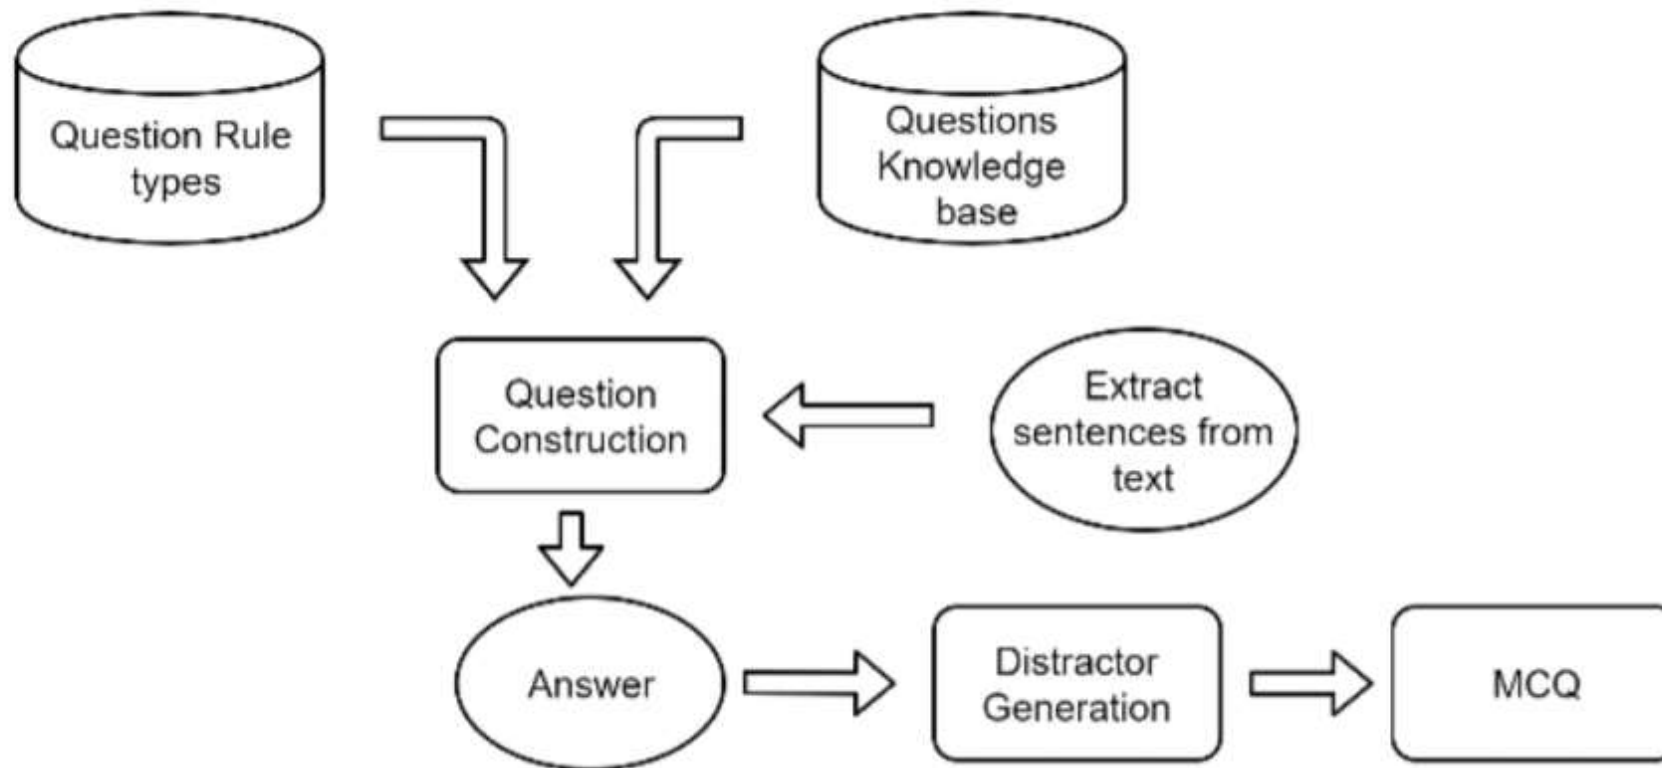 Question Rule
types
Questions
Knowledge
base
Question
Construction
Extract
sentences from
text
Answer
Distractor
Generation
MCQ